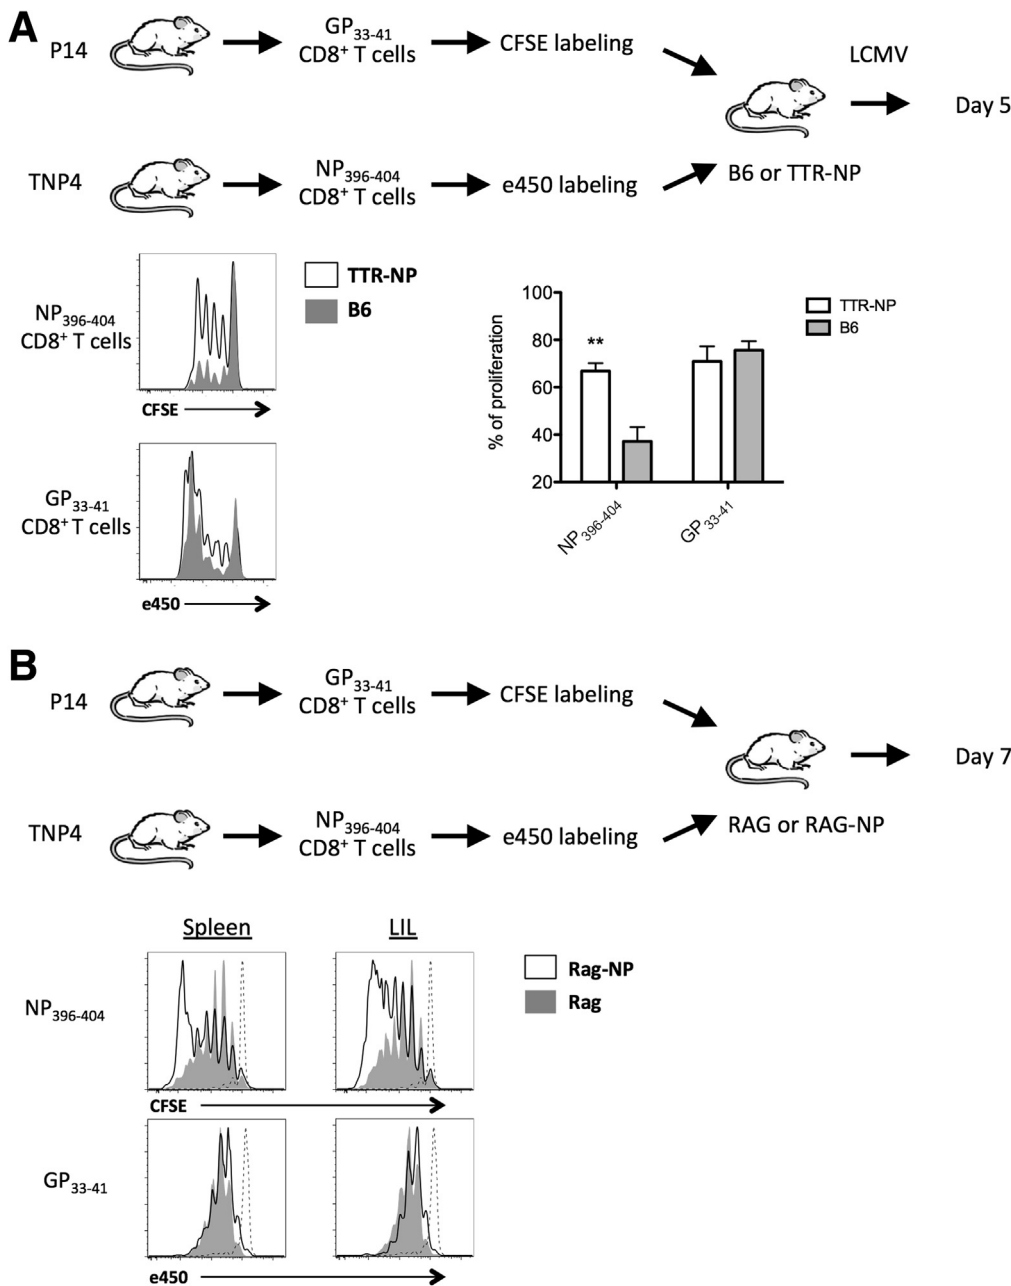 A
P14
GP33-41
CD8+ T cells
CFSE labeling
LCMV
Day 5
TNP4
NP396-404
CD8+ T cells
e450 labeling
B6 or TTR-NP
NP396-404
CD8+ T cells
CFSE
TTR-NP
B6
GP33-41
CD8+ T cells
e450
% of proliferation
100
80
60
40
20
**
NP396-404
GP33-41
TTR-NP
B6
B
P14
GP33-41
CD8+ T cells
CFSE labeling
Day 7
TNP4
NP396-404
CD8+ T cells
e450 labeling
RAG or RAG-NP
Spleen
LIL
NP396-404
Rag-NP
Rag
CFSE
GP33-41
e450